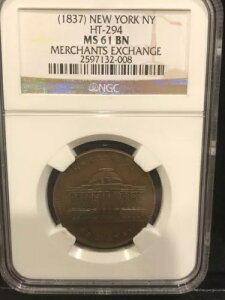 (1837) NEW YORK NY
HT-294
MS 61 BN
MERCHANTS EXCHANGE
2597132-008
NGC